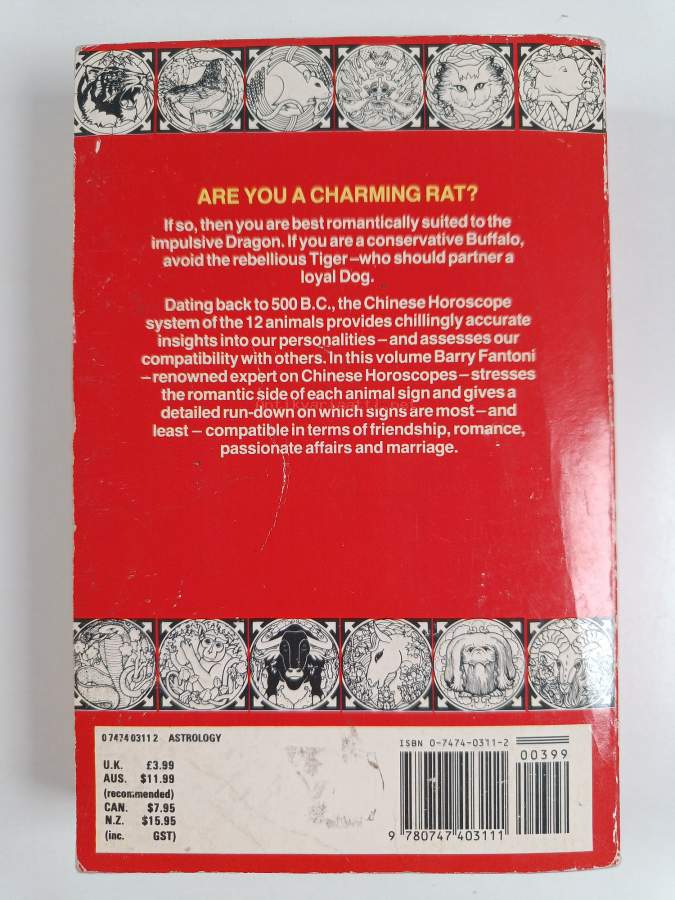 ARE YOU A CHARMING RAT?
If so, then you are best romantically suited to the
impulsive Dragon. If you are a conservative Buffalo,
avoid the rebellious Tiger–who should partner a
loyal Dog.
Dating back to 500 B.C., the Chinese Horoscope
system of the 12 animals provides chillingly accurate
insights into our personalities – and assesses our
compatibility with others. In this volume Barry Fantoni
–renowned expert on Chinese Horoscopes – stresses
the romantic side of each animal sign and gives a
detailed run-down on which signs are most – and
least – compatible in terms of friendship, romance,
passionate affairs and marriage.
0 7474 0311 2 ASTROLOGY
U.K. £3.99
AUS. $11.99
(recommended)
CAN. $7.95
N.Z. $15.95
(inc. GST)
ISBN 0-7474-0311-2
00399
9 780747 403111